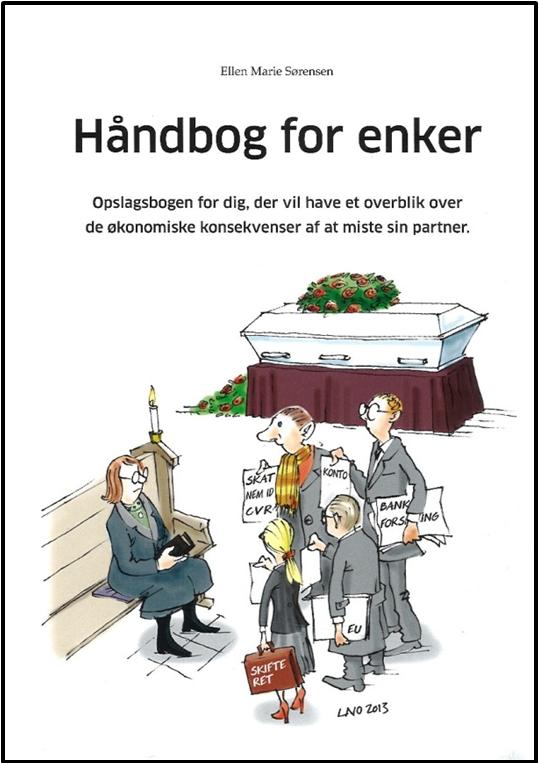 Ellen Marie Sørensen
Håndbog for enker
Opslagsbogen for dig, der vil have et overblik over
de økonomiske konsekvenser af at miste sin partner.
SKAT
NEM ID
CVR
KONTO
BANK
EU
SKIFTE
RET
LNO 2013